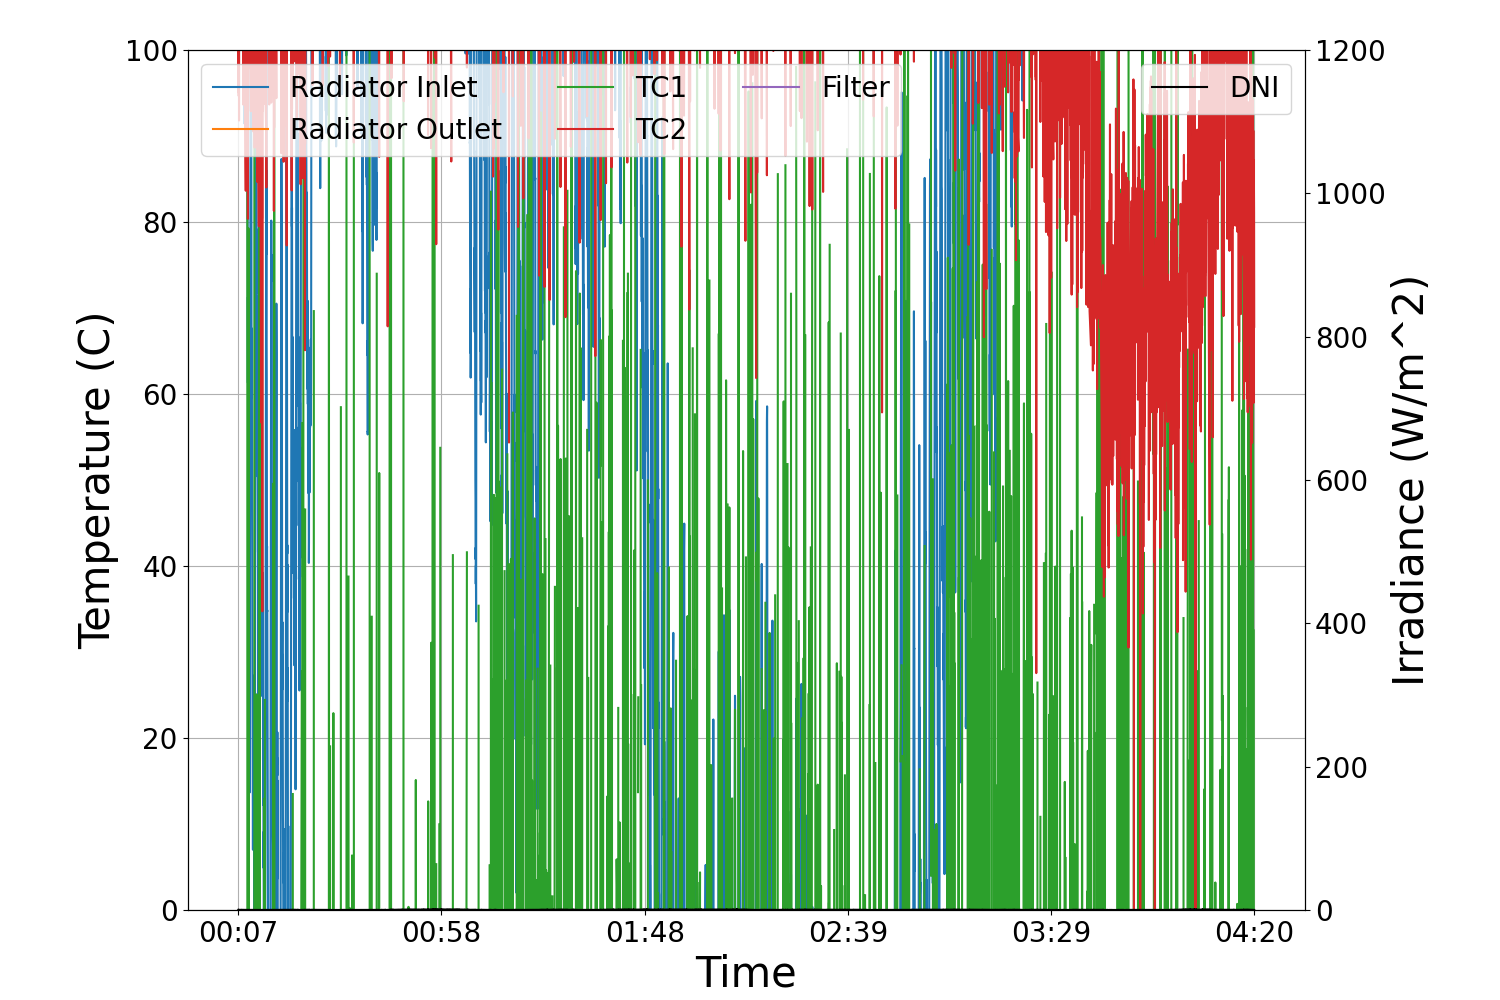 Radiator Inlet
Radiator Outlet
TC1
TC2
Filter
DNI
Temperature (C)
100
80
60
40
20
0
Irradiance (W/m^2)
1200
1000
800
600
400
200
0
00:07 00:58 01:48 02:39 03:29 04:20
Time